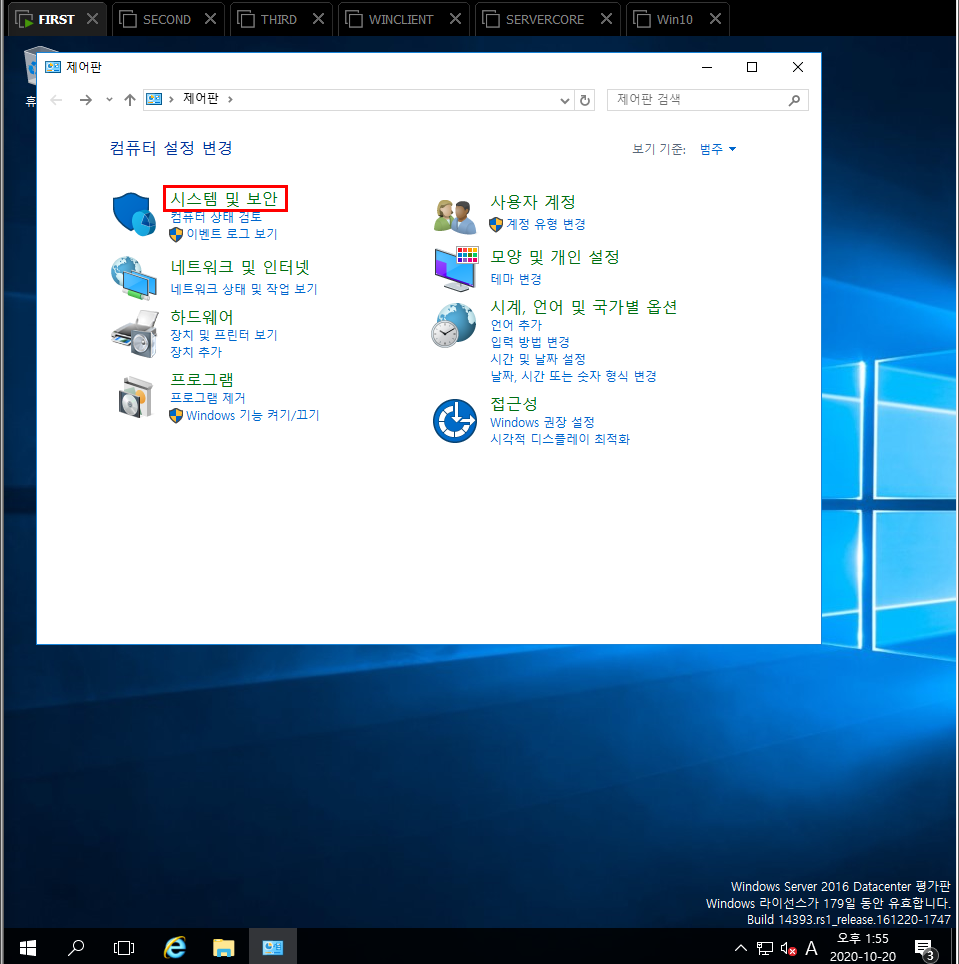 FIRST SECOND THIRD WINCLIENT SERVERCORE Win10
휴
제어판
제어판
제어판 검색
컴퓨터 설정 변경
보기 기준: 범주
시스템 및 보안
컴퓨터 상태 검토
이벤트 로그 보기
네트워크 및 인터넷
네트워크 상태 및 작업 보기
하드웨어
장치 및 프린터 보기
장치 추가
프로그램
프로그램 제거
Windows 기능 켜기/끄기
사용자 계정
계정 유형 변경
모양 및 개인 설정
테마 변경
시계, 언어 및 국가별 옵션
언어 추가
입력 방법 변경
시간 및 날짜 설정
날짜, 시간 또는 숫자 형식 변경
접근성
Windows 권장 설정
시각적 디스플레이 최적화
Windows Server 2016 Datacenter 평가판
Windows 라이선스가 179일 동안 유효합니다.
Build 14393.rs1_release.161220-1747
A
오후 1:55
2020-10-20
3